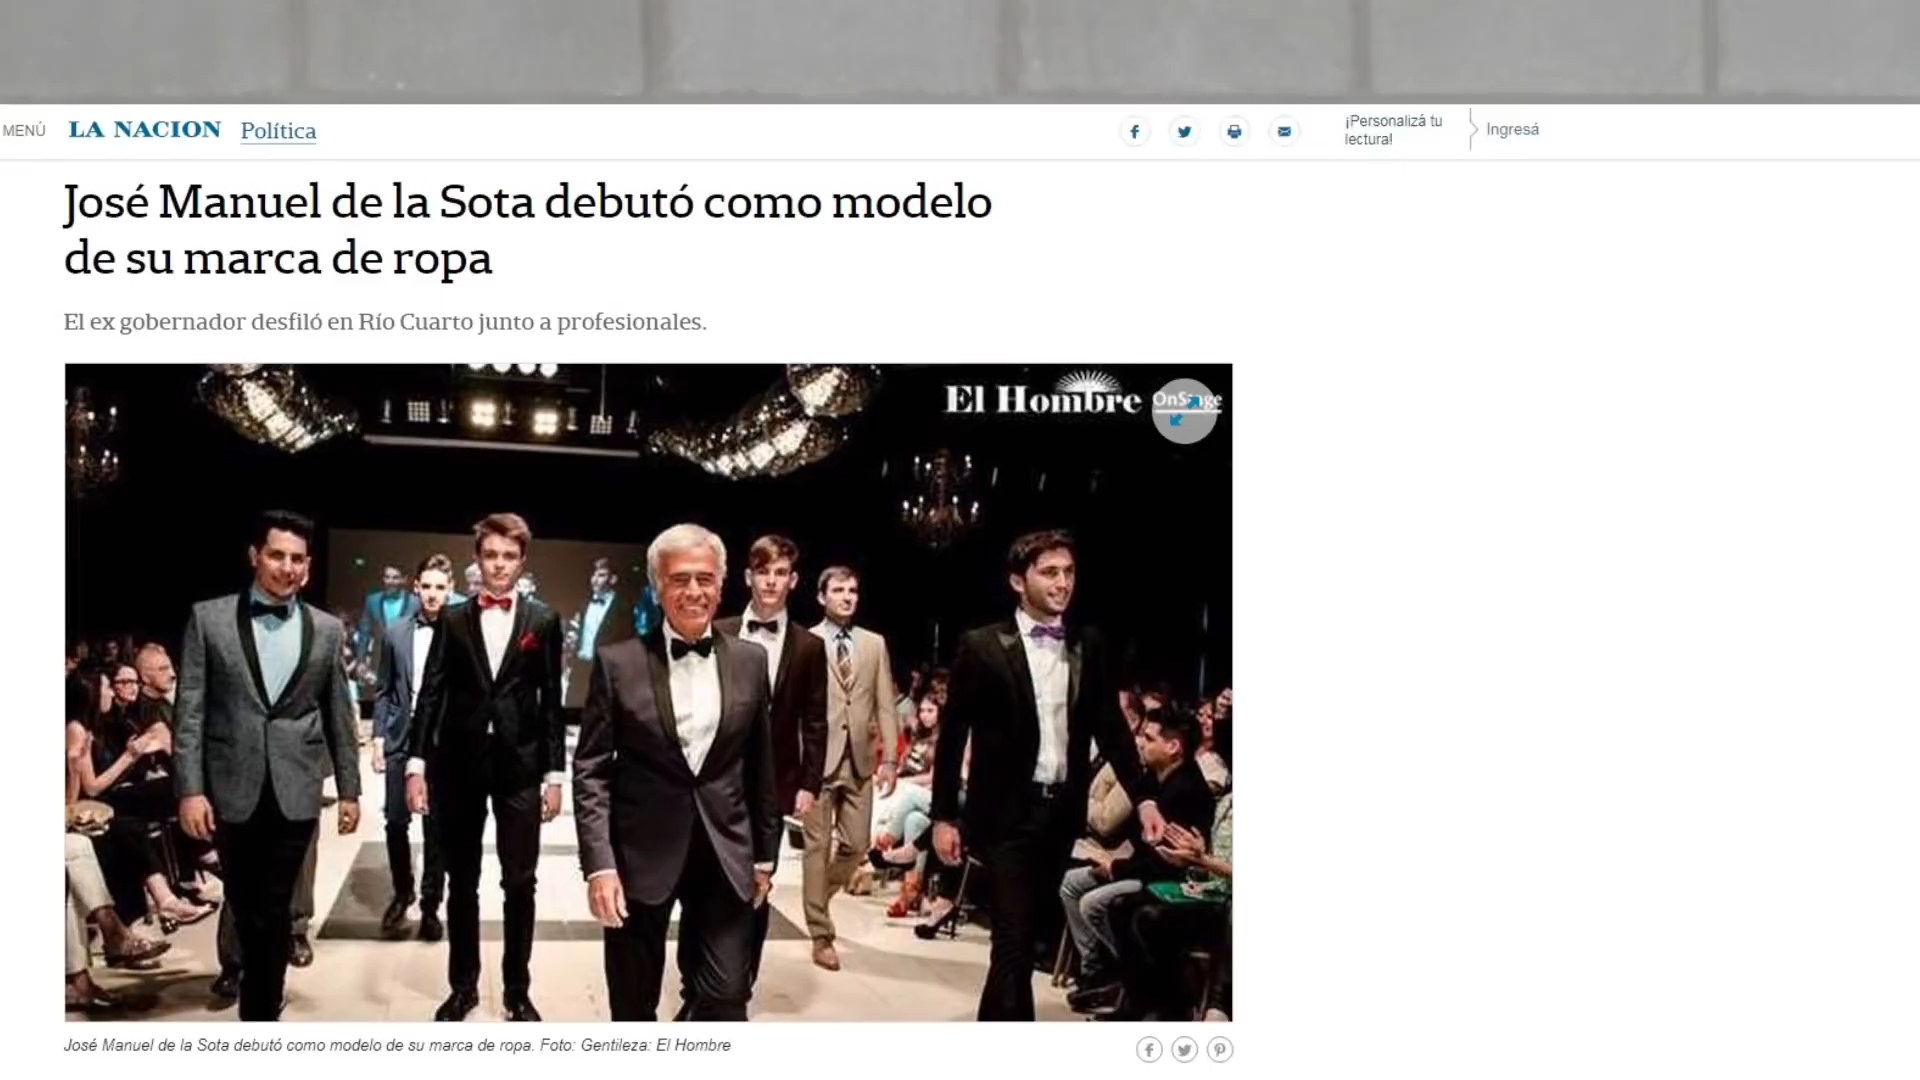 MENÚ LA NACION Política ¡Personalizá tu lectura! Ingresá
José Manuel de la Sota debutó como modelo
de su marca de ropa
El ex gobernador desfiló en Río Cuarto junto a profesionales.
El Hombre OnStage
José Manuel de la Sota debutó como modelo de su marca de ropa. Foto: Gentileza: El Hombre